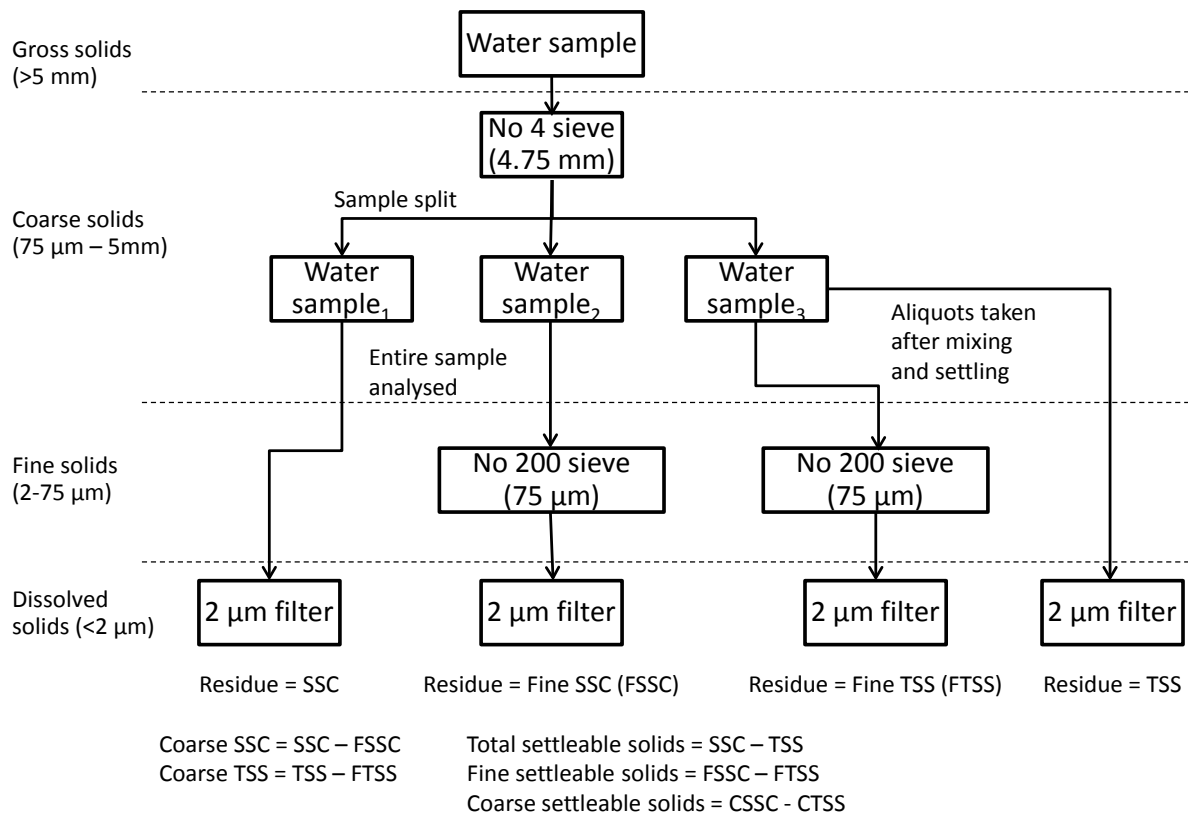 Gross solids
(>5 mm)
Water sample
No 4 sieve
(4.75 mm)
Sample split
Coarse solids
(75 µm – 5mm)
Water
sample₁
Water
sample₂
Water
sample₃
Entire sample
analysed
Aliquots taken
after mixing
and settling
Fine solids
(2-75 µm)
No 200 sieve
(75 µm)
No 200 sieve
(75 µm)
Dissolved
solids (<2 µm)
2 µm filter
2 µm filter
2 µm filter
2 µm filter
Residue = SSC
Residue = Fine SSC (FSSC)
Residue = Fine TSS (FTSS)
Residue = TSS
Coarse SSC = SSC – FSSC
Coarse TSS = TSS – FTSS
Total settleable solids = SSC – TSS
Fine settleable solids = FSSC – FTSS
Coarse settleable solids = CSSC - CTSS